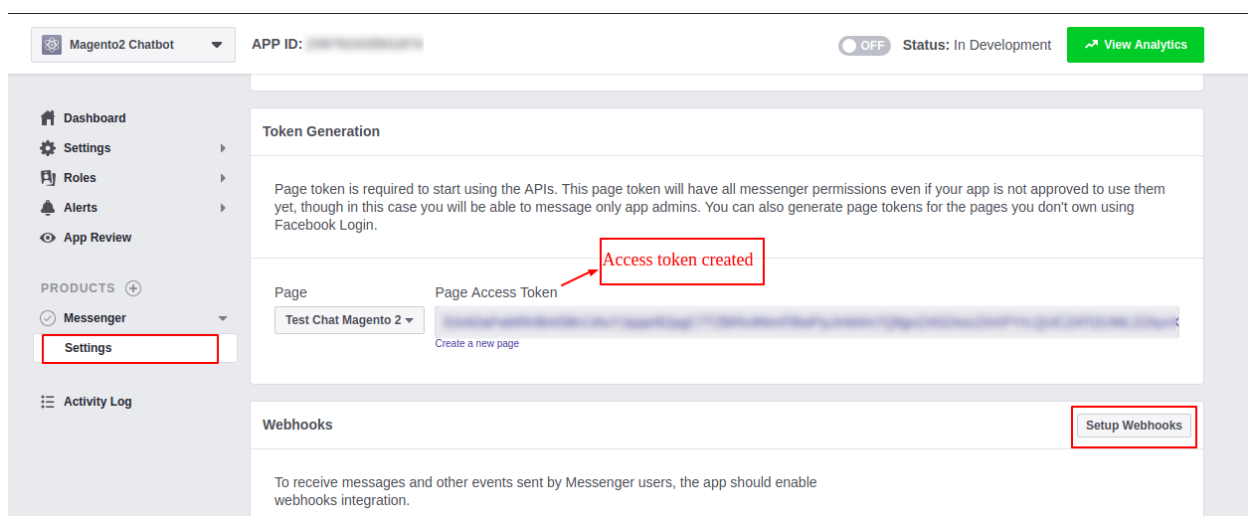 Magento2 Chatbot
APP ID:
OFF
Status: In Development
View Analytics
Dashboard
Settings
Roles
Alerts
App Review
PRODUCTS
Messenger
Settings
Activity Log
Token Generation
Page token is required to start using the APIs. This page token will have all messenger permissions even if your app is not approved to use them
yet, though in this case you will be able to message only app admins. You can also generate page tokens for the pages you don't own using
Facebook Login.
Access token created
Page
Page Access Token
Test Chat Magento 2
Create a new page
Webhooks
Setup Webhooks
To receive messages and other events sent by Messenger users, the app should enable
webhooks integration.